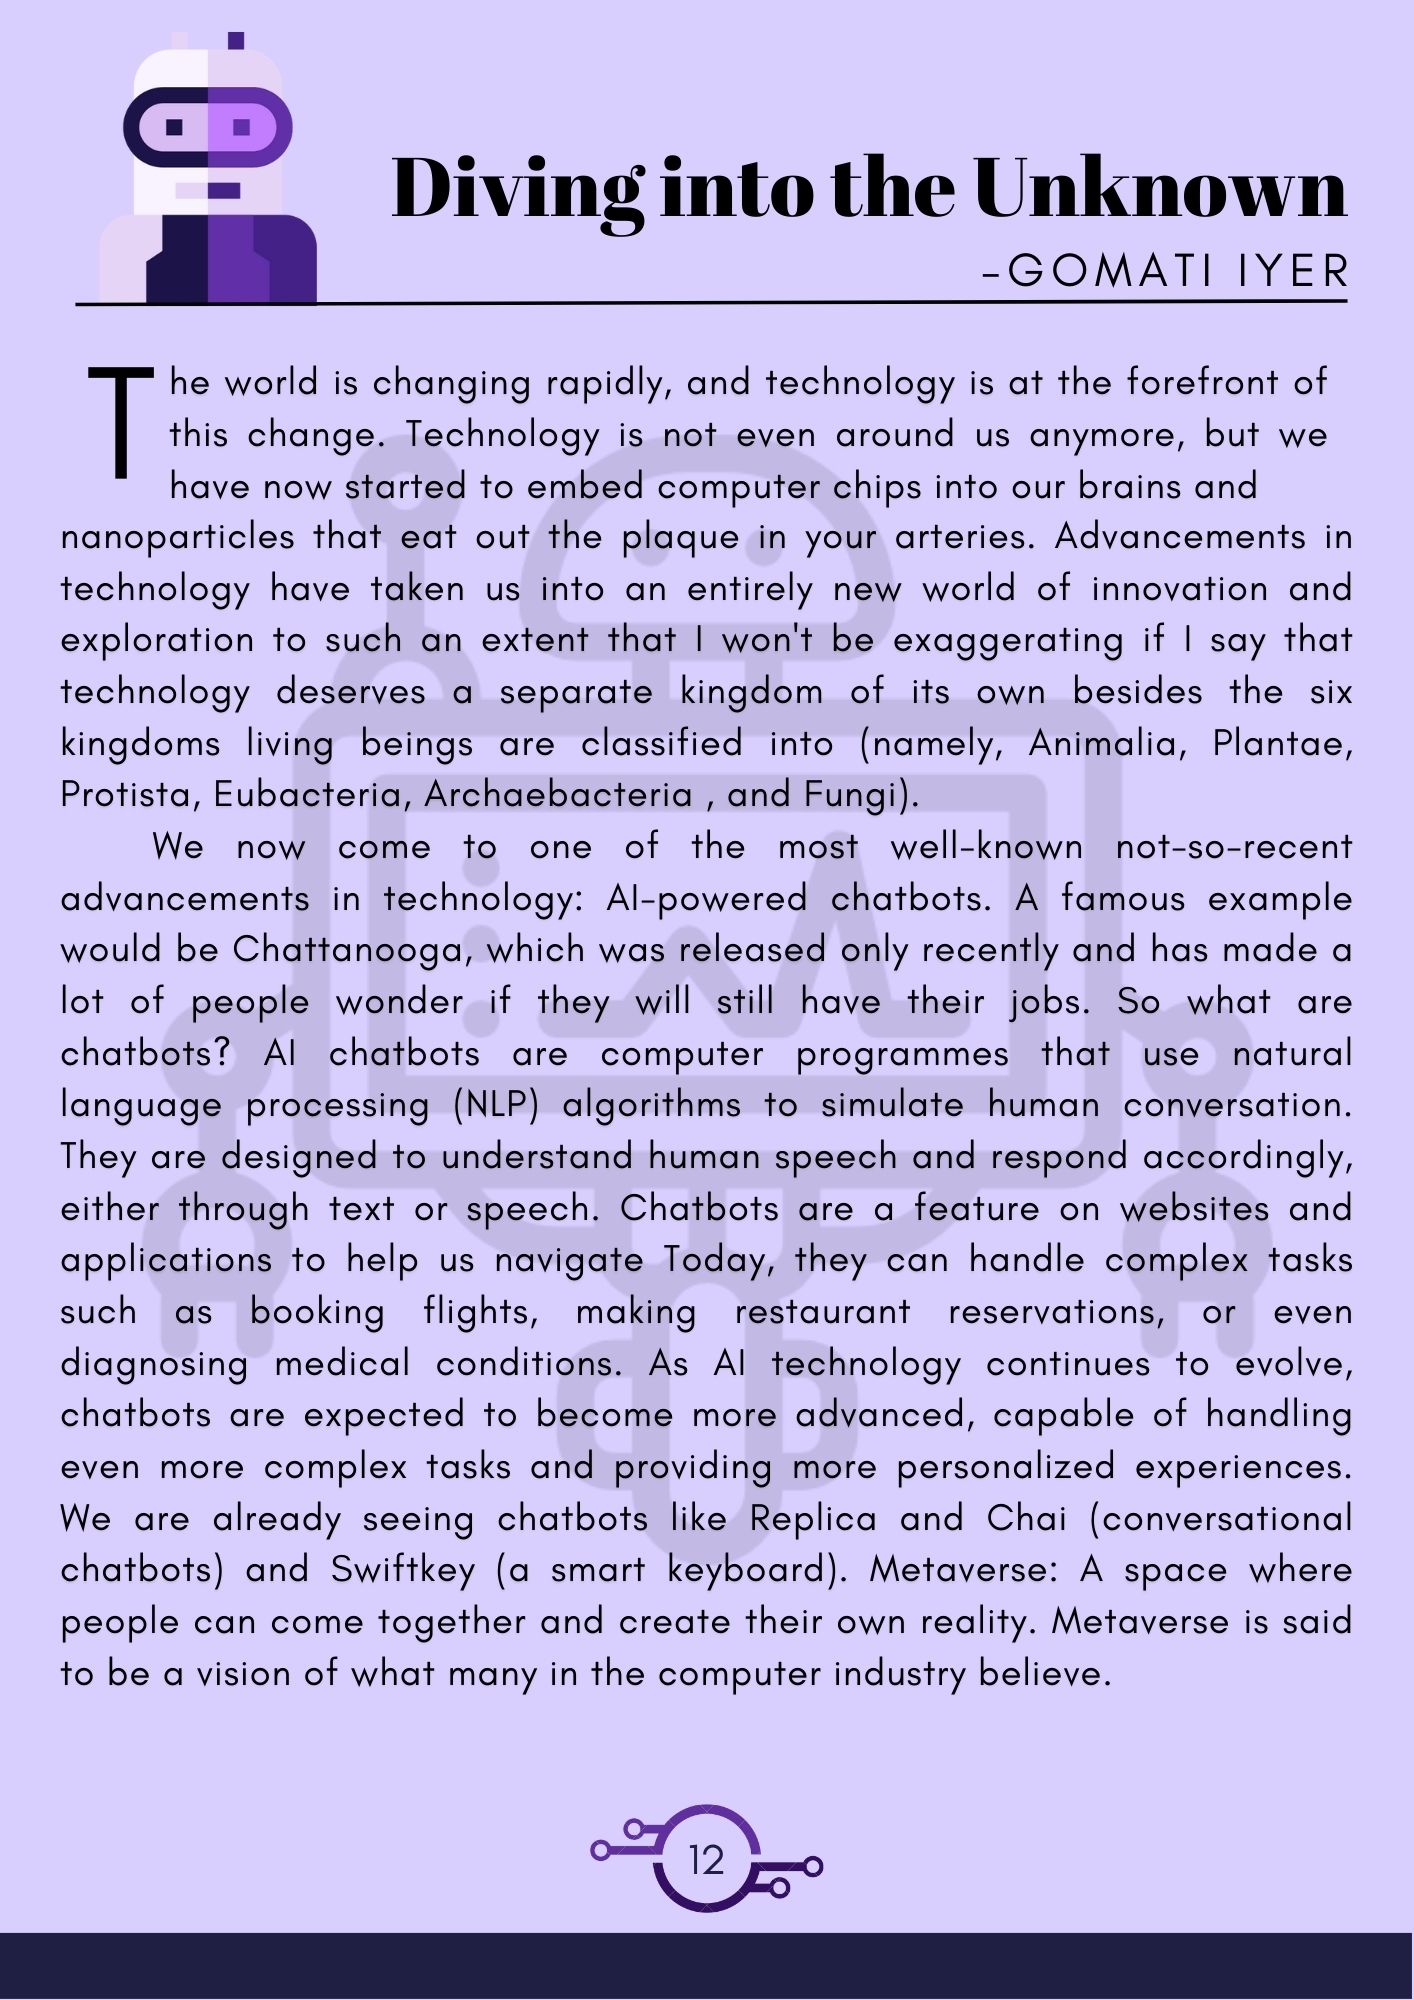 Diving into the Unknown
-GOMATI IYER
The world is changing rapidly, and technology is at the forefront of
this change. Technology is not even around us anymore, but we
have now started to embed computer chips into our brains and
nanoparticles that eat out the plaque in your arteries. Advancements in
technology have taken us into an entirely new world of innovation and
exploration to such an extent that I won't be exaggerating if I say that
technology deserves a separate kingdom of its own besides the six
kingdoms living beings are classified into (namely, Animalia, Plantae,
Protista, Eubacteria, Archaebacteria , and Fungi).
We now come to one of the most well-known not-so-recent
advancements in technology: AI-powered chatbots. A famous example
would be Chattanooga, which was released only recently and has made a
lot of people wonder if they will still have their jobs. So what are
chatbots? AI chatbots are computer programmes that use natural
language processing (NLP) algorithms to simulate human conversation.
They are designed to understand human speech and respond accordingly,
either through text or speech. Chatbots are a feature on websites and
applications to help us navigate Today, they can handle complex tasks
such as booking flights, making restaurant reservations, or even
diagnosing medical conditions. As AI technology continues to evolve,
chatbots are expected to become more advanced, capable of handling
even more complex tasks and providing more personalized experiences.
We are already seeing chatbots like Replica and Chai (conversational
chatbots) and Swiftkey (a smart keyboard). Metaverse: A space where
people can come together and create their own reality. Metaverse is said
to be a vision of what many in the computer industry believe.
12